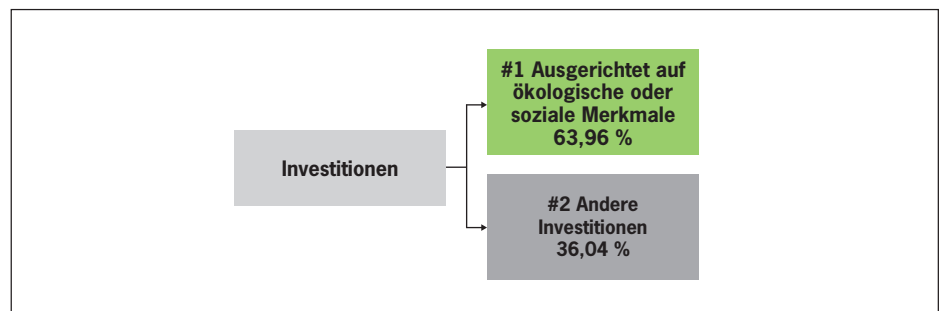 #1 Ausgerichtet auf
ökologische oder
soziale Merkmale
63,96 %
Investitionen
#2 Andere
Investitionen
36,04 %